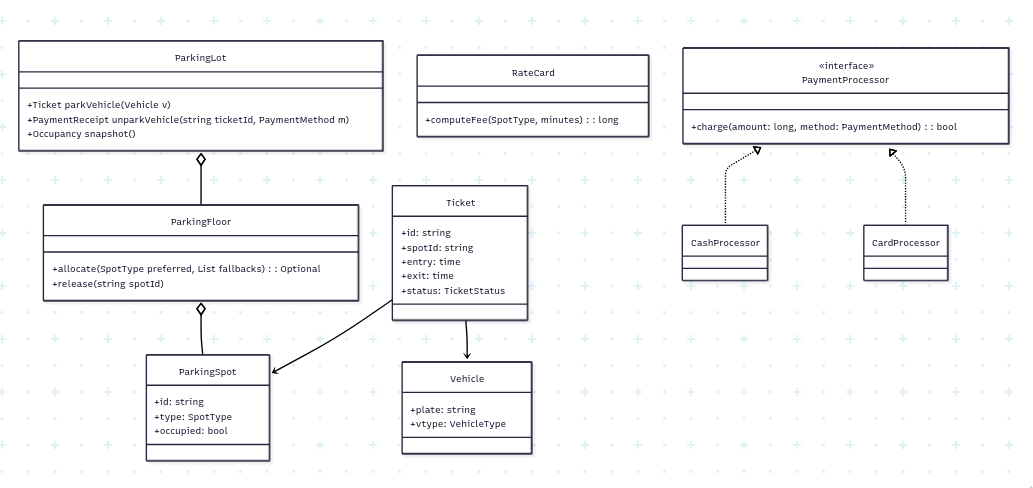 ParkingLot
+Ticket parkVehicle(Vehicle v)
+PaymentReceipt unparkVehicle(string ticketId, PaymentMethod m)
+Occupancy snapshot()
RateCard
+computeFee(SpotType, minutes) : : long
«interface»
PaymentProcessor
+charge(amount: long, method: PaymentMethod) : : bool
ParkingFloor
+allocate(SpotType preferred, List fallbacks) : : Optional
+release(string spotId)
Ticket
+id: string
+spotId: string
+entry: time
+exit: time
+status: TicketStatus
CashProcessor
CardProcessor
ParkingSpot
+id: string
+type: SpotType
+occupied: bool
Vehicle
+plate: string
+vtype: VehicleType